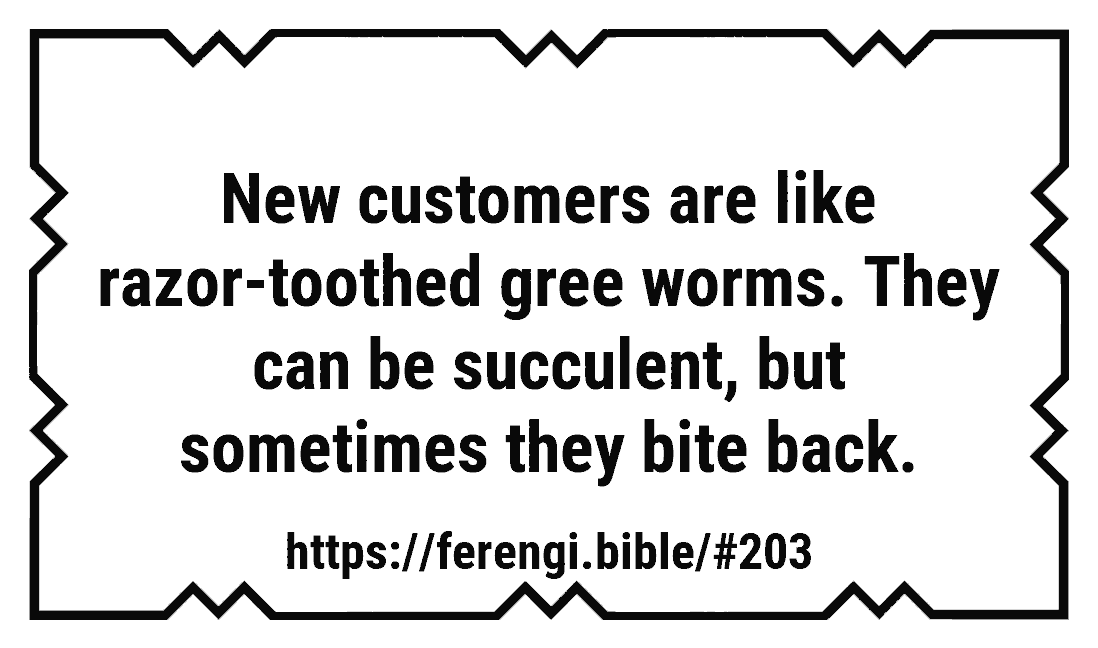 New customers are like
razor-toothed gree worms. They
can be succulent, but
sometimes they bite back.
https://ferengi.bible/#203